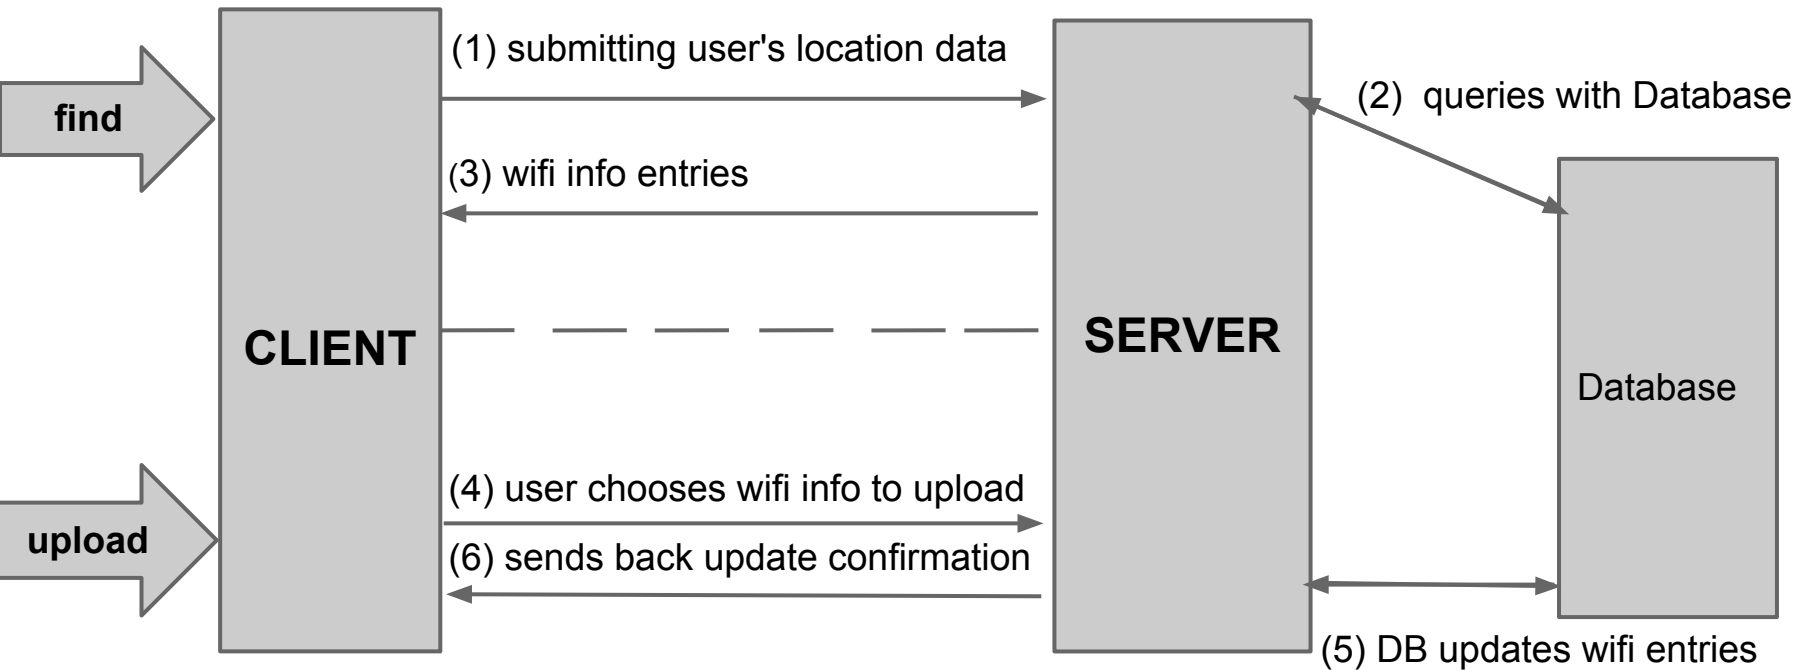 (1) submitting user's location data
(2) queries with Database
find
(3) wifi info entries
CLIENT
SERVER
Database
(4) user chooses wifi info to upload
upload
(6) sends back update confirmation
(5) DB updates wifi entries